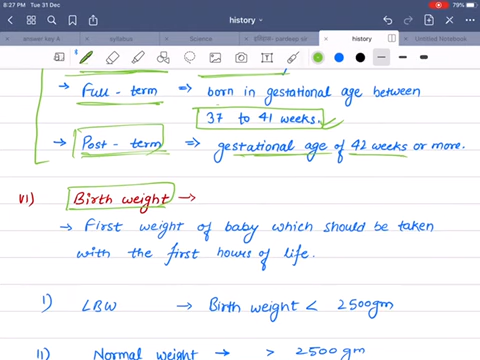 8:27 PM Tue 31 Dec
79%
history
answer key A
syllabus
Science
history
Untitled Notebook
→ Full-term ⇒ born in gestational age between
37 to 41 weeks.
→ Post-term ⇒ gestational age of 42 weeks or more.
VI) Birth weight →
→ First weight of baby which should be taken
with the first hours of life.
I) LBW → Birth weight < 2500gm
II) Normal weight → > 2500 gm